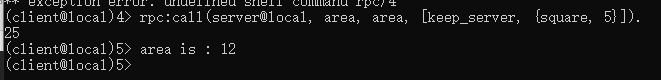 ** exception error: undefined shell command rpc/4
(client@local)4> rpc:call(server@local, area, area, [keep_server, {square, 5}]).
25
(client@local)5> area is : 12
(client@local)5>